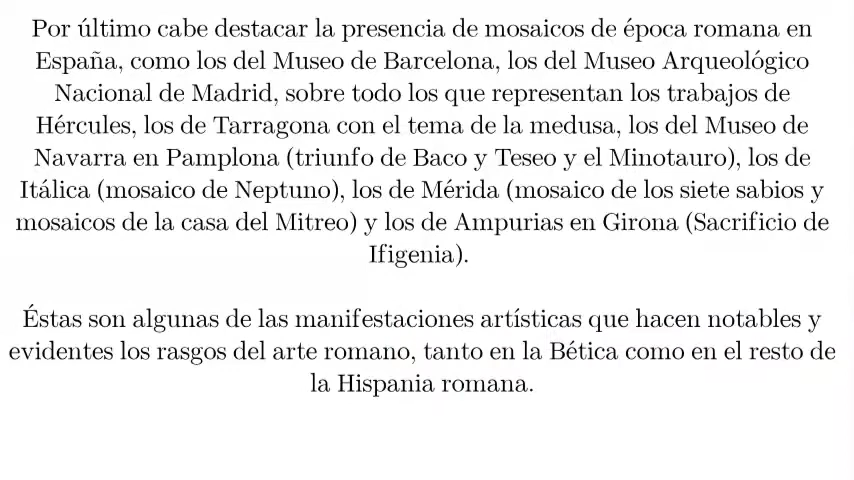 Por último cabe destacar la presencia de mosaicos de época romana en
España, como los del Museo de Barcelona, los del Museo Arqueológico
Nacional de Madrid, sobre todo los que representan los trabajos de
Hércules, los de Tarragona con el tema de la medusa, los del Museo de
Navarra en Pamplona (triunfo de Baco y Teseo y el Minotauro), los de
Itálica (mosaico de Neptuno), los de Mérida (mosaico de los siete sabios y
mosaicos de la casa del Mitreo) y los de Ampurias en Girona (Sacrificio de
Ifigenia).
Éstas son algunas de las manifestaciones artísticas que hacen notables y
evidentes los rasgos del arte romano, tanto en la Bética como en el resto de
la Hispania romana.